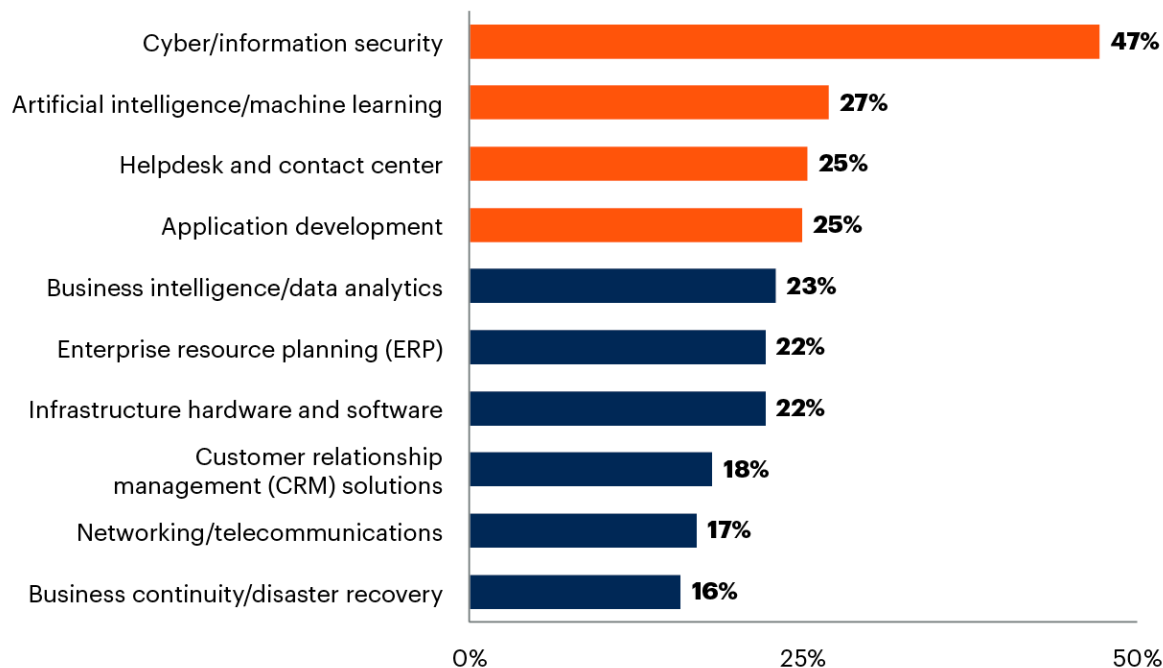 Cyber/information security 47%
Artificial intelligence/machine learning 27%
Helpdesk and contact center 25%
Application development 25%
Business intelligence/data analytics 23%
Enterprise resource planning (ERP) 22%
Infrastructure hardware and software 22%
Customer relationship
management (CRM) solutions 18%
Networking/telecommunications 17%
Business continuity/disaster recovery 16%
0% 25% 50%